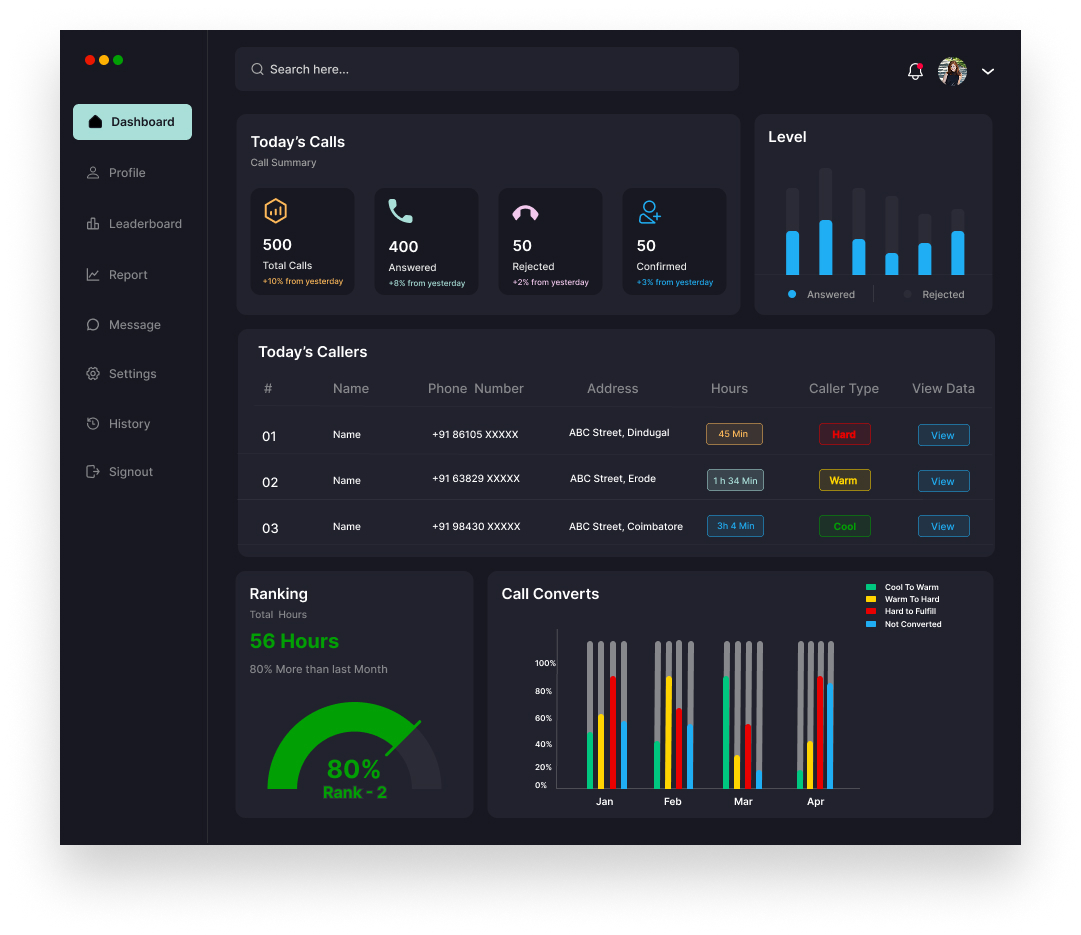 Search here...
Dashboard
Profile
Leaderboard
Report
Message
Settings
History
Signout
Today's Calls
Call Summary
500
Total Calls
+10% from yesterday
400
Answered
+8% from yesterday
50
Rejected
+2% from yesterday
50
Confirmed
+3% from yesterday
Level
Answered
Rejected
Today's Callers
# Name Phone Number Address Hours Caller Type View Data
01 Name +91 86105 XXXXX ABC Street, Dindugal 45 Min Hard View
02 Name +91 63829 XXXXX ABC Street, Erode 1 h 34 Min Warm View
03 Name +91 98430 XXXXX ABC Street, Coimbatore 3h 4 Min Cool View
Ranking
Total Hours
56 Hours
80% More than last Month
80%
Rank - 2
Call Converts
Cool To Warm
Warm To Hard
Hard to Fulfill
Not Converted
100%
80%
60%
40%
20%
0%
Jan Feb Mar Apr